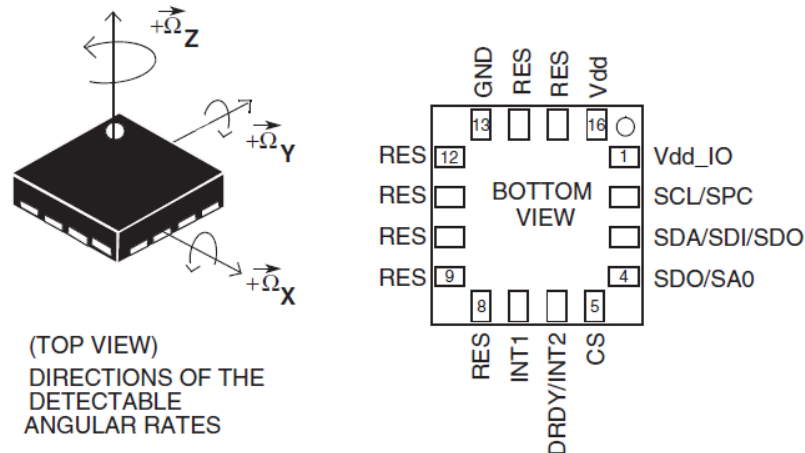 +Ω Z
+Ω Y
+Ω X
(TOP VIEW)
DIRECTIONS OF THE
DETECTABLE
ANGULAR RATES
GND
RES
RES
Vdd
13
16
RES
12
1
Vdd_IO
RES
BOTTOM
VIEW
SCL/SPC
RES
SDA/SDI/SDO
RES
9
4
SDO/SA0
8
5
RES
INT1
DRDY/INT2
CS